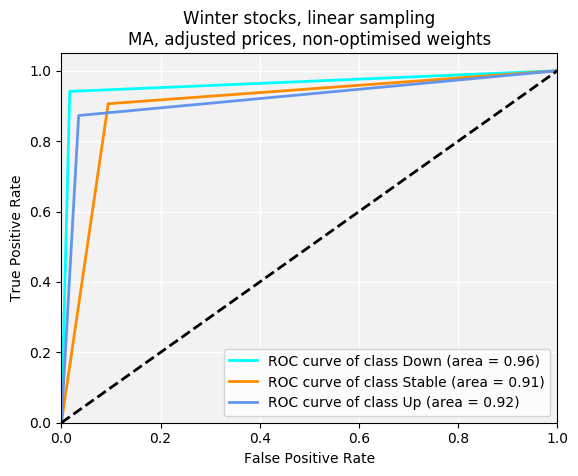 Winter stocks, linear sampling
MA, adjusted prices, non-optimised weights
True Positive Rate
1.0
0.8
0.6
0.4
0.2
0.0
ROC curve of class Down (area = 0.96)
ROC curve of class Stable (area = 0.91)
ROC curve of class Up (area = 0.92)
0.0 0.2 0.4 0.6 0.8 1.0
False Positive Rate